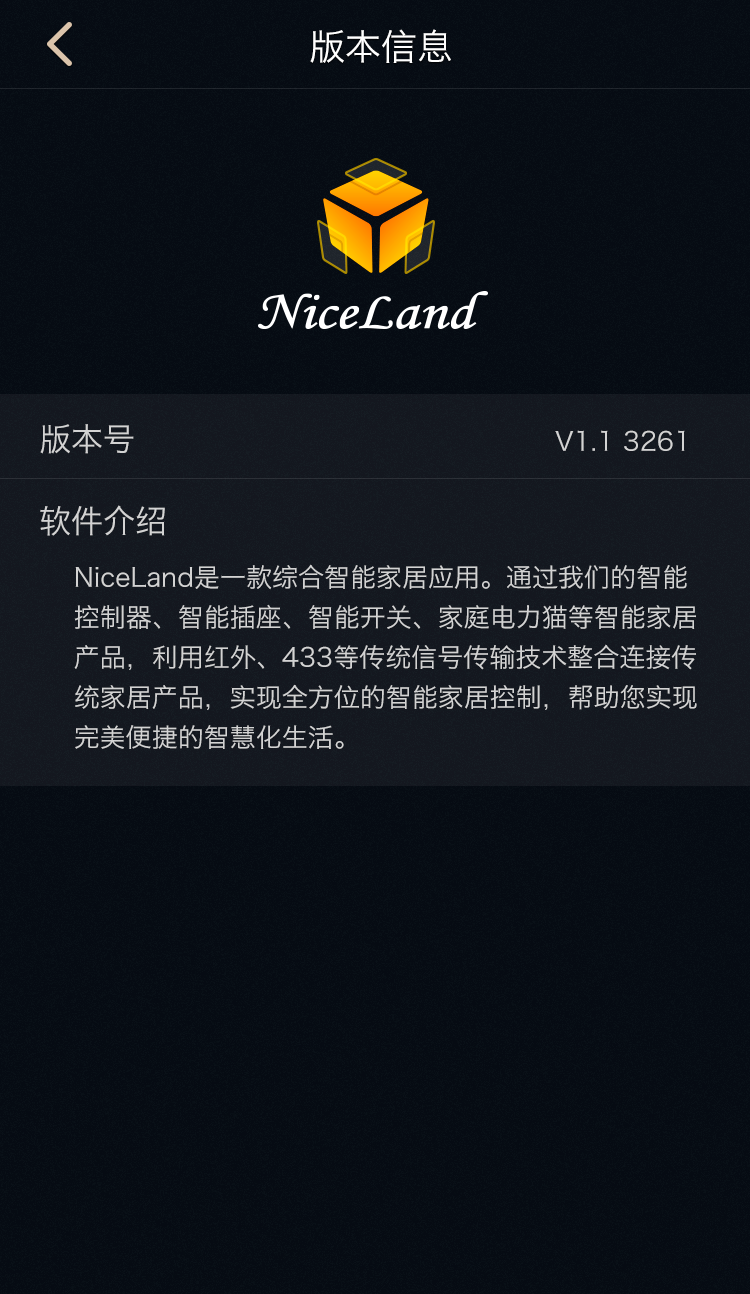 版本信息
NiceLand
版本号
V1.1 3261
软件介绍
NiceLand是一款综合智能家居应用。通过我们的智能
控制器、智能插座、智能开关、家庭电力猫等智能家居
产品，利用红外、433等传统信号传输技术整合连接传
统家居产品，实现全方位的智能家居控制，帮助您实现
完美便捷的智慧化生活。